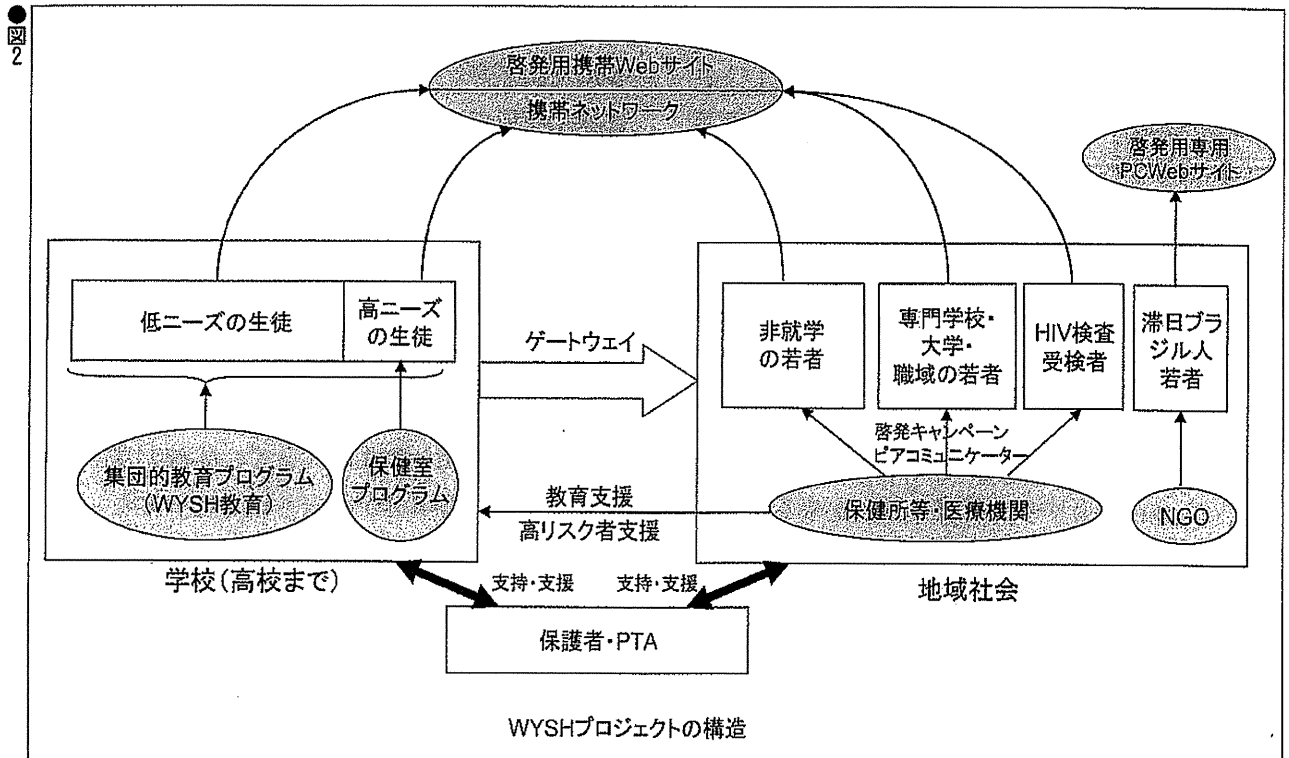 ●図2
啓発用携帯Webサイト
携帯ネットワーク
啓発用専用
PCWebサイト
低ニーズの生徒
高ニーズ
の生徒
ゲートウェイ
非就学
の若者
専門学校・
大学・
職域の若者
HIV検査
受検者
滞日ブラ
ジル人
若者
集団的教育プログラム
(WYSH教育)
保健室
プログラム
啓発キャンペーン
ピアコミュニケーター
教育支援
高リスク者支援
保健所等・医療機関
NGO
学校(高校まで)
支持・支援
支持・支援
地域社会
保護者・PTA
WYSHプロジェクトの構造